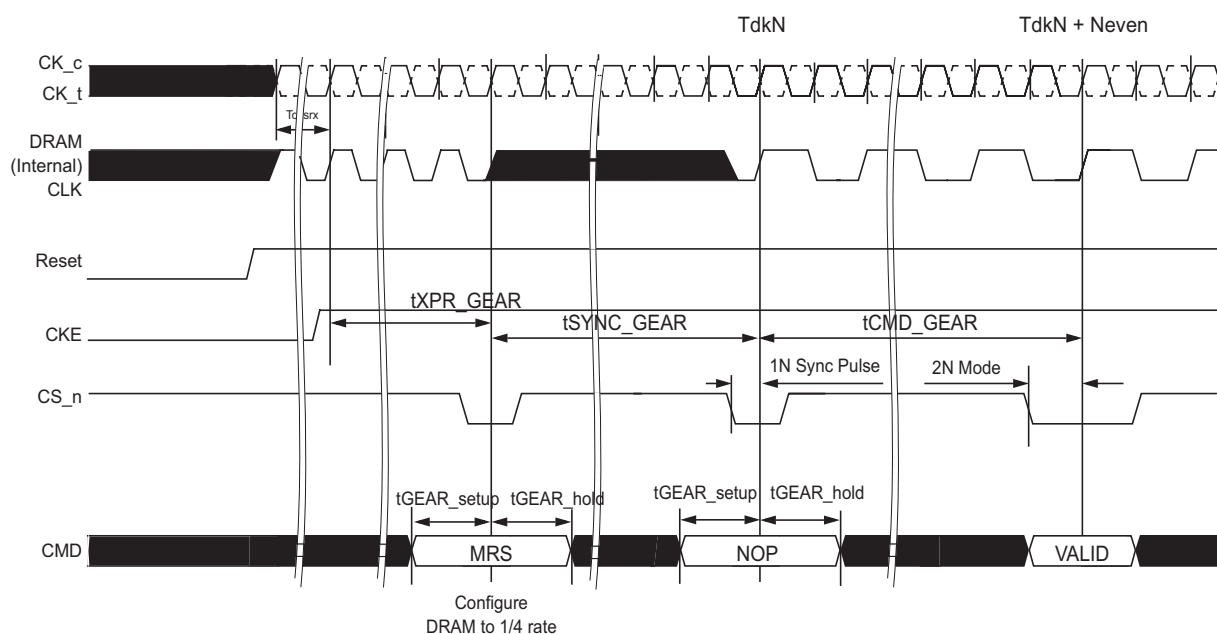 TdkN
TdkN + Neven
CK_c
CK_t
DRAM
(Internal)
CLK
Reset
tXPR_GEAR
CKE
tSYNC_GEAR
tCMD_GEAR
1N Sync Pulse
2N Mode
CS_n
tGEAR_setup
tGEAR_hold
tGEAR_setup
tGEAR_hold
CMD
MRS
NOP
VALID
Configure
DRAM to 1/4 rate